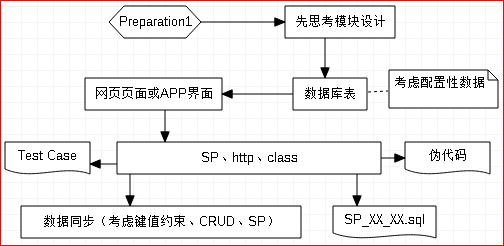 Preparation1
先思考模块设计
网页页面或APP界面
数据库表
考虑配置性数据
Test Case
SP、http、class
伪代码
数据同步（考虑键值约束、CRUD、SP）
SP_XX_XX.sql